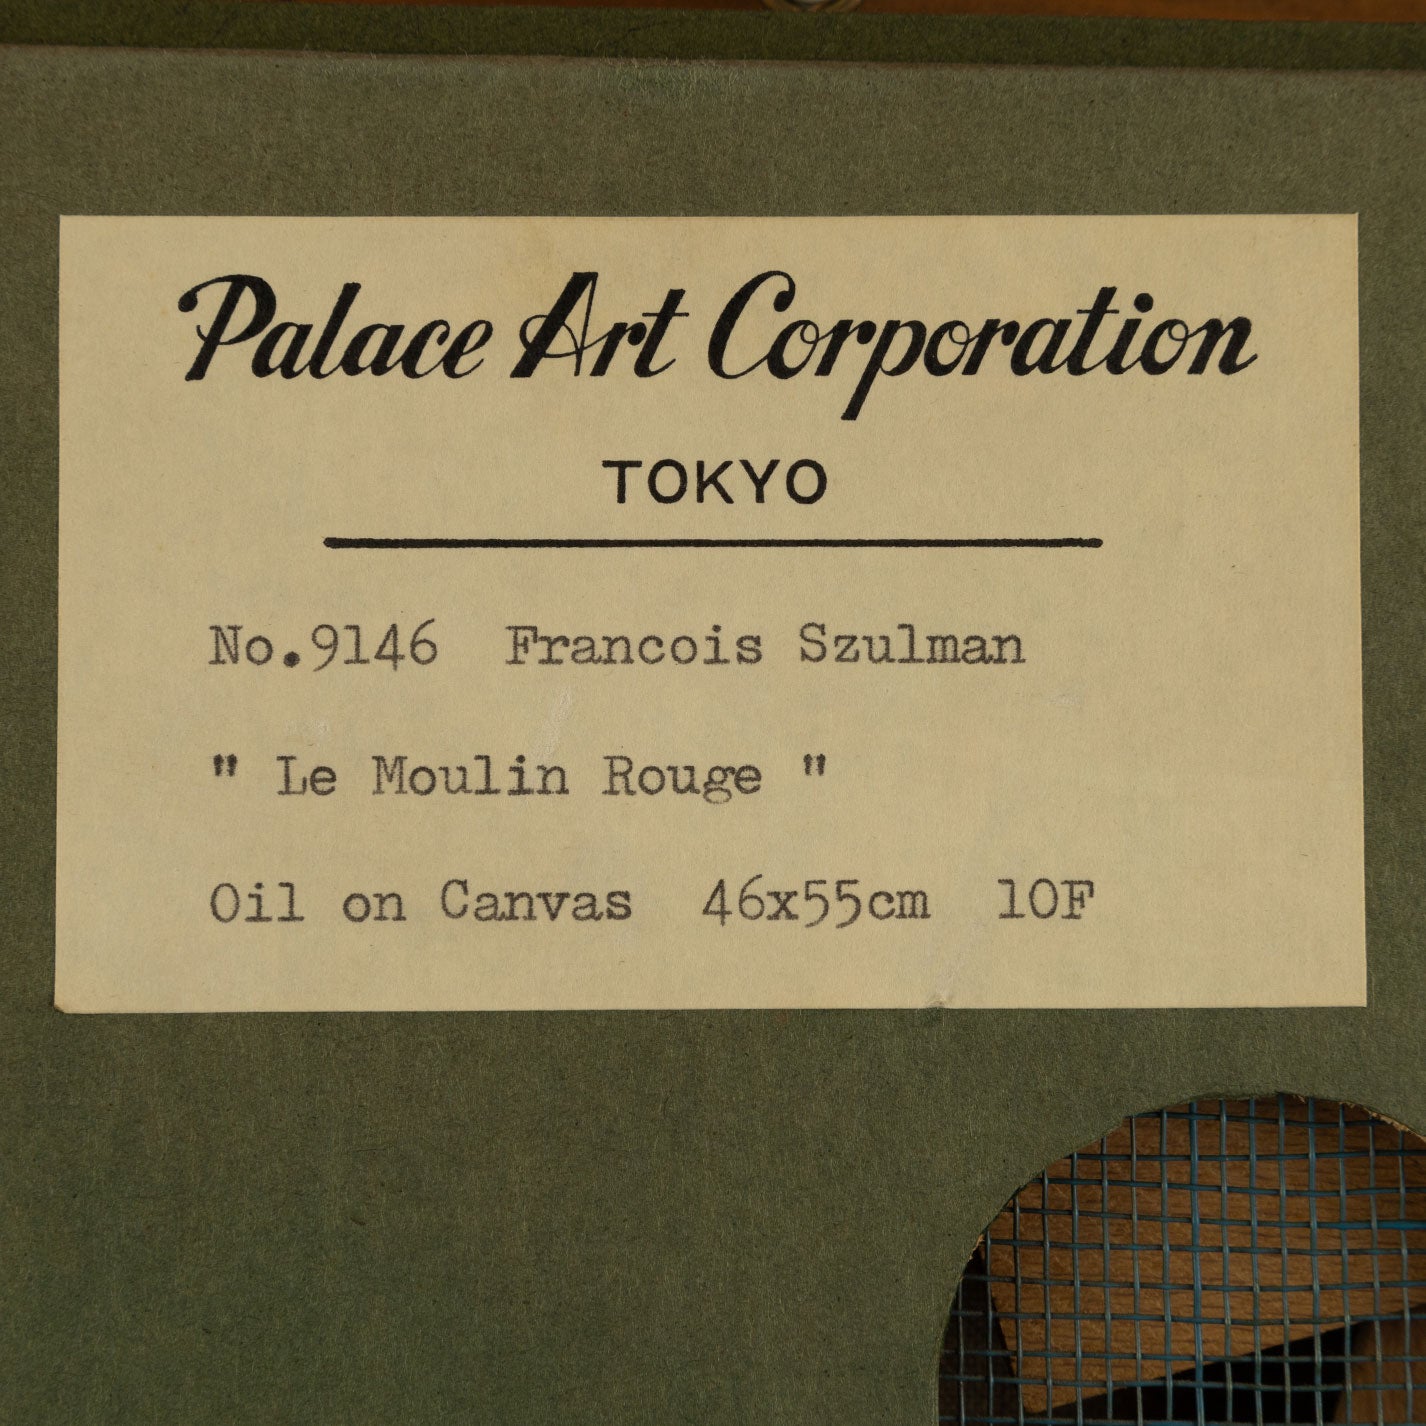 Palace Art Corporation
TOKYO
No.9146 Francois Szulman
" Le Moulin Rouge "
Oil on Canvas 46x55cm 10F